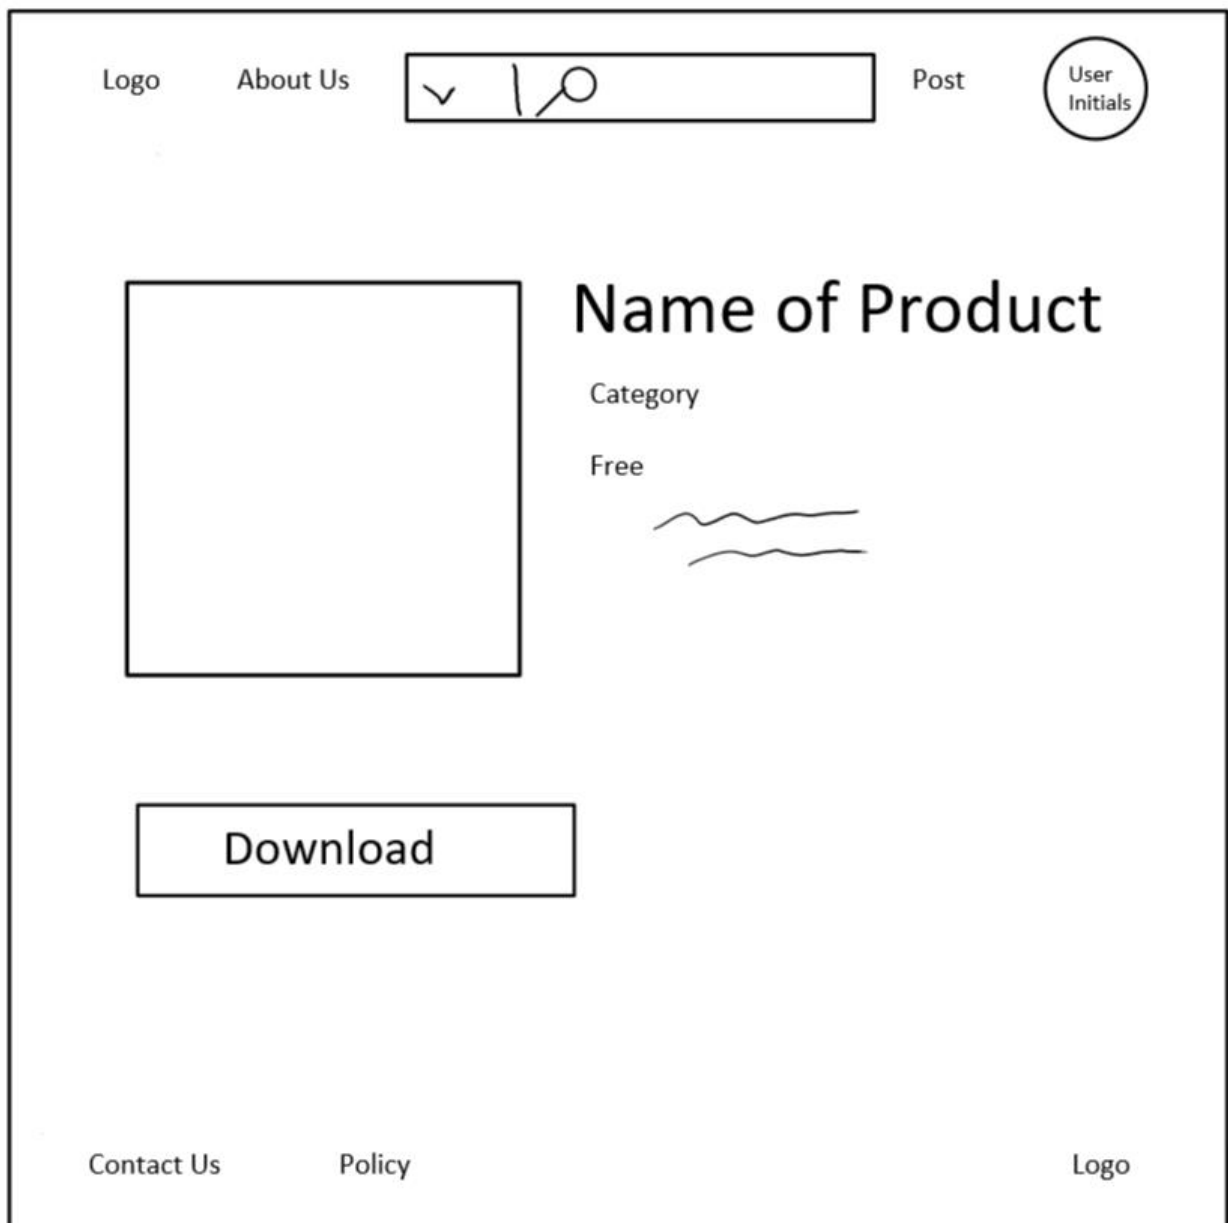 Logo About Us Post User
Initials
Name of Product
Category
Free
Download
Contact Us Policy Logo